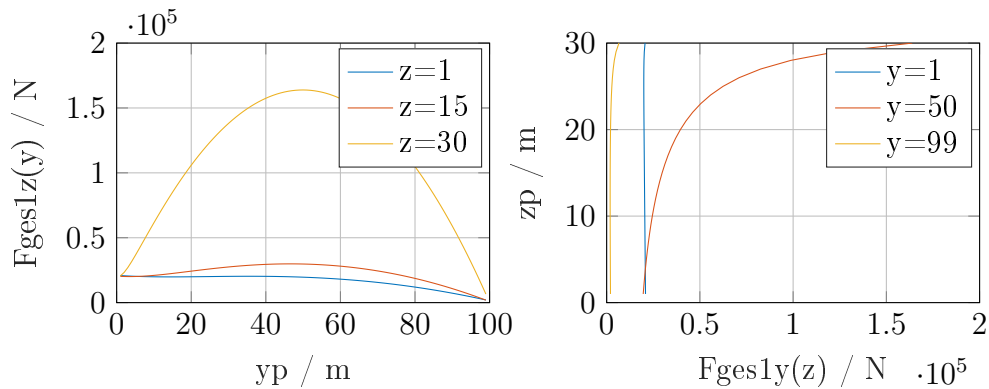 ·10^5
2
1.5
1
0.5
0
0 20 40 60 80 100
Fges1z(y) / N
yp / m
z=1
z=15
z=30
30
20
10
0
0 0.5 1 1.5 2
zp / m
Fges1y(z) / N ·10^5
y=1
y=50
y=99